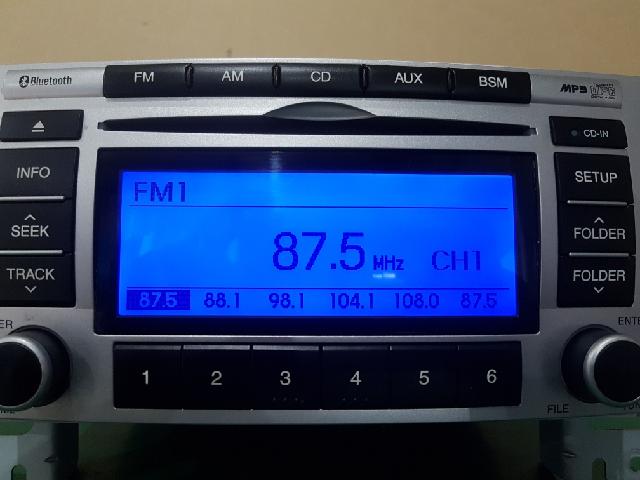 Bluetooth FM AM CD AUX BSM MP3
CD-IN
INFO SETUP
FM1
SEEK FOLDER
87.5 MHz CH1
TRACK FOLDER
87.5 88.1 98.1 104.1 108.0 87.5
1 2 3 4 5 6
FILE